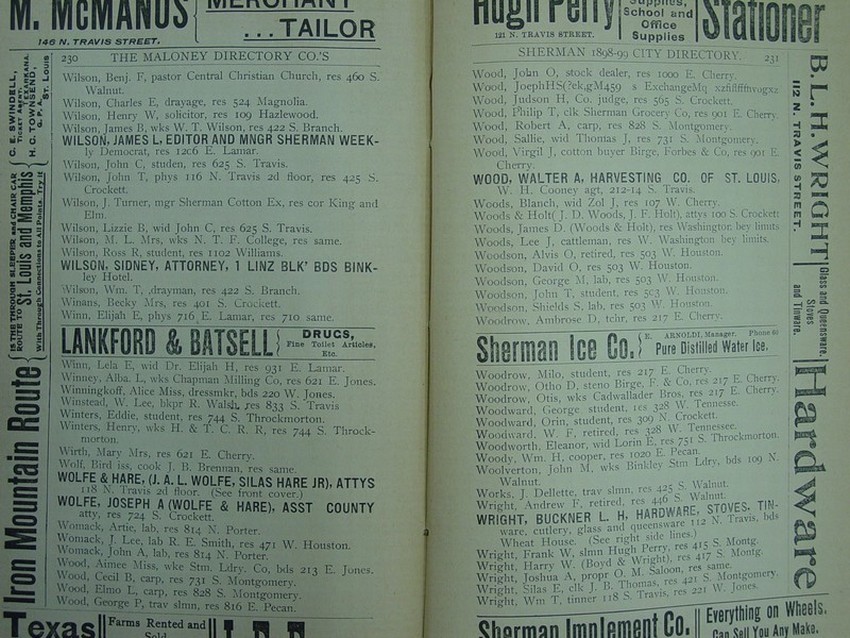 M. McMANUS
MERCHANT
...TAILOR
146 N. TRAVIS STREET,
230 THE MALONEY DIRECTORY CO.'S
Wilson, Benj. F, pastor Central Christian Church, res 460 S.
Walnut.
Wilson, Charles E, drayage, res 524 Magnolia.
Wilson, Henry W, solicitor, res 109 Hazlewood.
Wilson, James B, wks W. T. Wilson, res 422 S. Branch.
WILSON, JAMES L, EDITOR AND MNGR SHERMAN WEEK-
ly Democrat, res 1206 E. Lamar.
Wilson, John C, studen, res 625 S. Travis.
Wilson, John T, phys 116 N. Travis 2d floor, res 425 S.
Crockett.
Wilson, J. Turner, mgr Sherman Cotton Ex, res cor King and
Elm.
Wilson, Lizzie B, wid John C, res 625 S. Travis.
Wilson, M. L. Mrs, wks N. T. F. College, res same.
Wilson, Ross R, student, res 1102 Williams.
WILSON, SIDNEY, ATTORNEY, 1 LINZ BLK' BDS BINK-
ley Hotel.
Wilson, Wm. T, drayman, res 422 S. Branch.
Winans, Becky Mrs, res 401 S. Crockett.
Winn, Elijah E, phys 716 E. Lamar, res 710 same.
LANKFORD & BATSELL
DRUGS,
Fine Toilet Articles,
Etc.
Winn, Lela E, wid Dr. Elijah H, res 931 E. Lamar.
Winney, Alba L, wks Chapman Milling Co, res 621 E. Jones.
Winningkoff, Alice Miss, dressmkr, bds 220 W. Jones.
Winstead, W. Lee, bkpr R. Walsh, res 833 S. Travis
Winters, Eddie, student, res 744 S. Throckmorton.
Winters, Henry, wks H. & T. C. R. R, res 744 S. Throck-
morton.
Wirth, Mary Mrs, res 621 E. Cherry.
Wolf, Bird iss, cook J. B. Brennan, res same.
WOLFE & HARE, (J. A. L. WOLFE, SILAS HARE JR), ATTYS
118 N. Travis 2d floor. (See front cover.)
WOLFE, JOSEPH A (WOLFE & HARE), ASST COUNTY
atty, res 724 S. Crockett.
Womack, Artie, lab, res 814 N. Porter.
Womack, J. Lee, lab R. E. Smith, res 471 W. Houston.
Womack, John A, lab, res 814 N. Porter.
Wood, Aimee Miss, wke Stm. Ldry. Co, bds 213 E. Jones.
Wood, Cecil B, carp, res 731 S. Montgomery.
Wood, Elmo L, carp, res 828 S. Montgomery.
Wood, George P, trav slmn, res 816 E. Pecan.
Texas
Farms Rented and
Sold
C. E. SWINDELL,
TICKET AGENT, TEXARKANA.
H. C. TOWNSEND,
G. P. A, ST. LOUIS
IS THE THROUGH SLEEPER and CHAIR CAR
ROUTE TO St. Louis and Memphis
With Through Connections to All Points. Try it
Iron Mountain Route
Hugh Perry
121 N. TRAVIS STREET.
Supplies,
School and
Office
Supplies
Stationer
SHERMAN 1898-99 CITY DIRECTORY. 231
Wood, John O, stock dealer, res 1000 E. Cherry.
Wood, JoephHS(?ek,gM459 s ExchangeMq xzfiflffffhvogxz
Wood, Judson H, Co. judge, res 565 S. Crockett.
Wood, Philip T, clk Sherman Grocery Co, res 901 E. Cherry.
Wood, Robert A, carp, res 828 S. Montgomery.
Wood, Sallie, wid Thomas J, res 731 S. Montgomery.
Wood, Virgil J, cotton buyer Birge, Forbes & Co, res 901 E.
Cherry.
WOOD, WALTER A, HARVESTING CO. OF ST. LOUIS,
W. H. Cooney agt, 212-14 S. Travis.
Woods, Blanch, wid Zol J, res 107 W. Cherry.
Woods & Holt( J. D. Woods, J. F. Holt), attys 100 S. Crockett
Woods, James D. (Woods & Holt), res Washington, bey limits
Woods, Lee J, cattleman, res W. Washington bey limits.
Woodson, Alvis O, retired, res 503 W. Houston.
Woodson, David O, res 503 W. Houston.
Woodson, George M, lab, res 503 W. Houston.
Woodson, John T, student, res 503 W. Houston.
Woodson, Shields S, lab, res 503 W. Houston.
Woodrow, Ambrose D, tchr, res 217 E. Cherry.
Sherman Ice Co.
E. ARNOLDI, Manager. Phone 60
Pure Distilled Water Ice.
Woodrow, Milo, student, res 217 E. Cherry.
Woodrow, Otho D, steno Birge, F. & Co, res 217 E. Cherry.
Woodrow, Otis, wks Cadwallader Bros, res 217 E. Cherry.
Woodward, George student, res 328 W. Tennesse.
Woodward, Orin, student, res 309 N. Crockett.
Woodward, W. F, retired, res 328 W. Tennesse.
Woodworth, Eleanor, wid Lorin E, res 751 S. Throckmorton.
Woody, Wm. H, cooper, res 1020 E. Pecan.
Woolverton, John M, wks Binkley Stm Ldry, bds 109 N.
Walnut.
Works, J. Dellette, trav slmn, res 425 S. Walnut.
Wright, Andrew F, retired, res 446 S. Walnut.
WRIGHT, BUCKNER L. H, HARDWARE, STOVES, TIN-
ware, cutlery, glass and queensware 112 N. Travis, bds
Wheat House. (See right side lines.)
Wright, Frank W, slmn Hugh Perry, res 415 S. Montg.
Wright, Harry W. (Boyd & Wright), res 417 S. Montg.
Wright, Joshua A, propr O. M. Saloon, res same.
Wright, Silas E, clk J. B. Thomas, res 421 S. Montgomery.
Wright, Wm T, tinner 118 S. Travis, res 221 W. Jones.
Sherman Implement Co.
Everything on Wheels.
Can Sell You Any Make.
B. L. H. WRIGHT
112 N. TRAVIS STREET.
Glass and Queensware,
Stoves
and Tinware.
Hardware